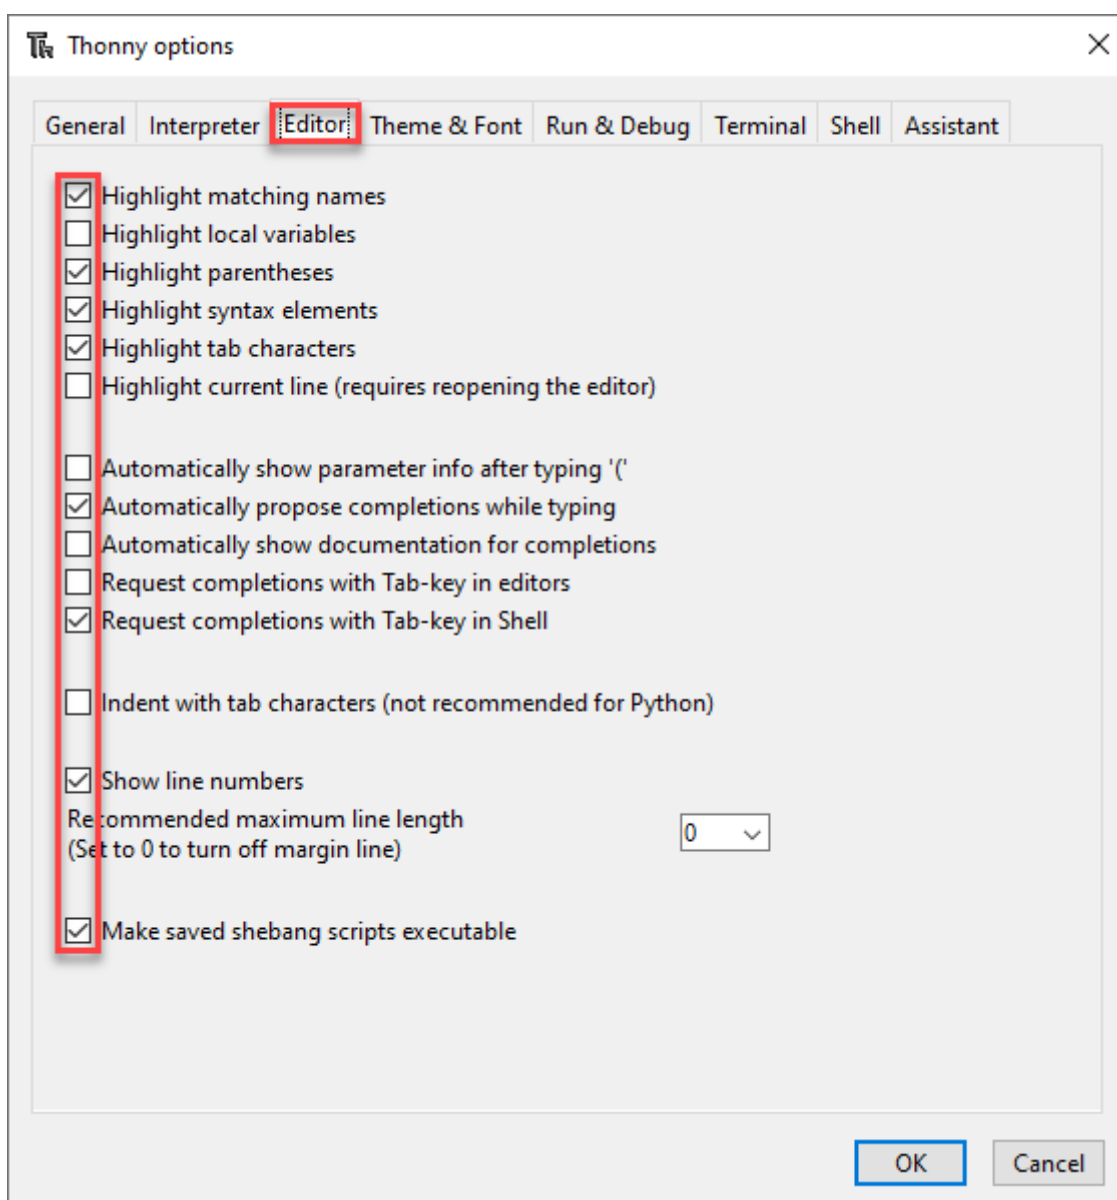 Thonny options
General Interpreter Editor Theme & Font Run & Debug Terminal Shell Assistant
Highlight matching names
Highlight local variables
Highlight parentheses
Highlight syntax elements
Highlight tab characters
Highlight current line (requires reopening the editor)
Automatically show parameter info after typing '('
Automatically propose completions while typing
Automatically show documentation for completions
Request completions with Tab-key in editors
Request completions with Tab-key in Shell
Indent with tab characters (not recommended for Python)
Show line numbers
Recommended maximum line length
(Set to 0 to turn off margin line)
0
Make saved shebang scripts executable
OK Cancel